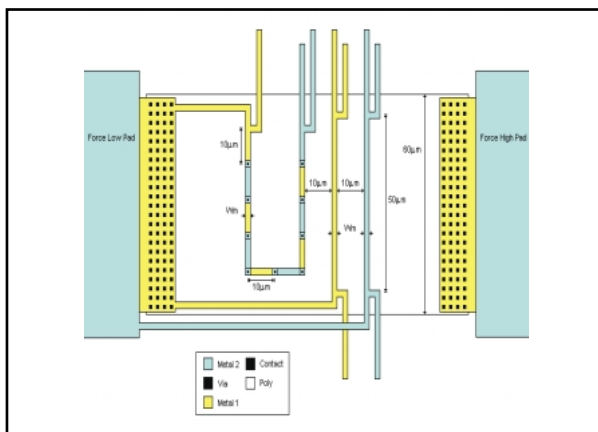 Force Low Pad
Force High Pad
10µm
Wm
10µm
10µm
10µm
Wm
50µm
60µm
Metal 2
Contact
Via
Poly
Metal 1